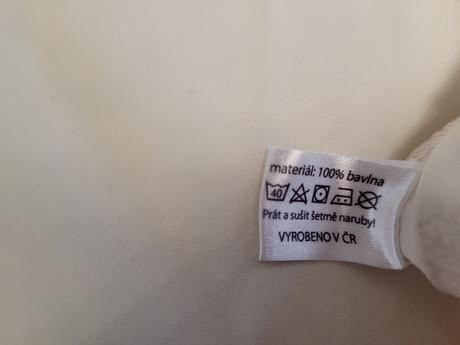 materiál: 100% bavlna
40
Prát a sušit šetrně naruby!
VYROBENO V ČR